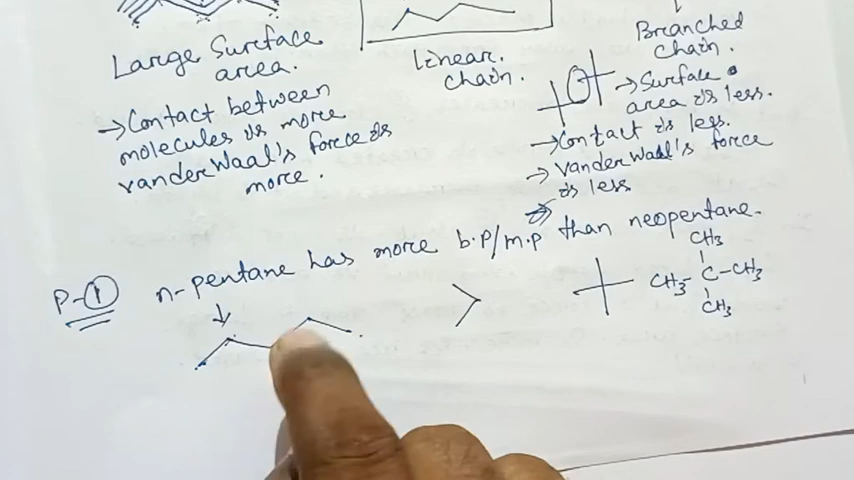 Large Surface
area.
→ Contact between
molecules is more
vanderWaal's force is
more.
Linear
chain.
Branched
chain.
→ Surface
area is less.
→ Contact is less.
→ vanderWaal's force
is less
P-1
n-pentane has more b.p/m.p than neopentane.
>
CH3
CH3-C-CH3
CH3